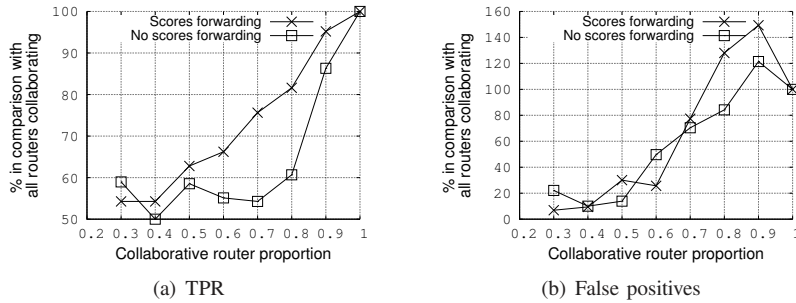 Scores forwarding
No scores forwarding
% in comparison with
all routers collaborating
100
90
80
70
60
50
0.2 0.3 0.4 0.5 0.6 0.7 0.8 0.9 1
Collaborative router proportion
(a) TPR
Scores forwarding
No scores forwarding
% in comparison with
all routers collaborating
160
140
120
100
80
60
40
20
0
0.2 0.3 0.4 0.5 0.6 0.7 0.8 0.9 1
Collaborative router proportion
(b) False positives